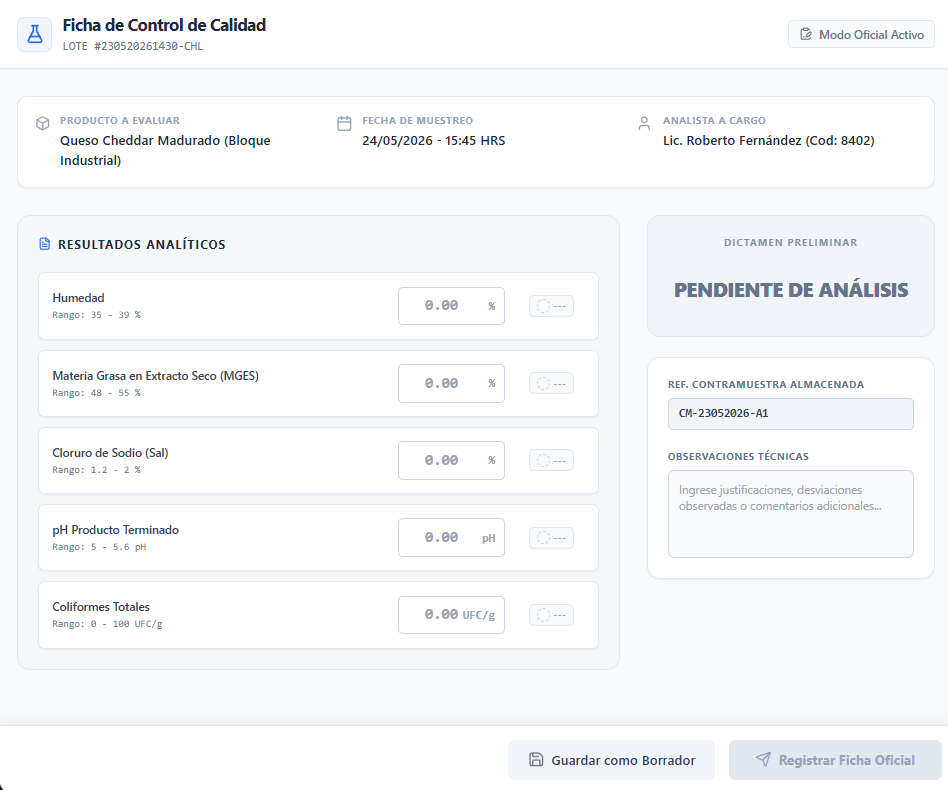 Ficha de Control de Calidad
LOTE #230520261430-CHL
Modo Oficial Activo
PRODUCTO A EVALUAR
Queso Cheddar Madurado (Bloque
Industrial)
FECHA DE MUESTREO
24/05/2026 - 15:45 HRS
ANALISTA A CARGO
Lic. Roberto Fernández (Cod: 8402)
RESULTADOS ANALÍTICOS
Humedad
Rango: 35 - 39 %
0.00 %
---
Materia Grasa en Extracto Seco (MGES)
Rango: 48 - 55 %
0.00 %
---
Cloruro de Sodio (Sal)
Rango: 1.2 - 2 %
0.00 %
---
pH Producto Terminado
Rango: 5 - 5.6 pH
0.00 pH
---
Coliformes Totales
Rango: 0 - 100 UFC/g
0.00 UFC/g
---
DICTAMEN PRELIMINAR
PENDIENTE DE ANÁLISIS
REF. CONTRAMUESTRA ALMACENADA
CM-23052026-A1
OBSERVACIONES TÉCNICAS
Ingrese justificaciones, desviaciones
observadas o comentarios adicionales...
Guardar como Borrador
Registrar Ficha Oficial